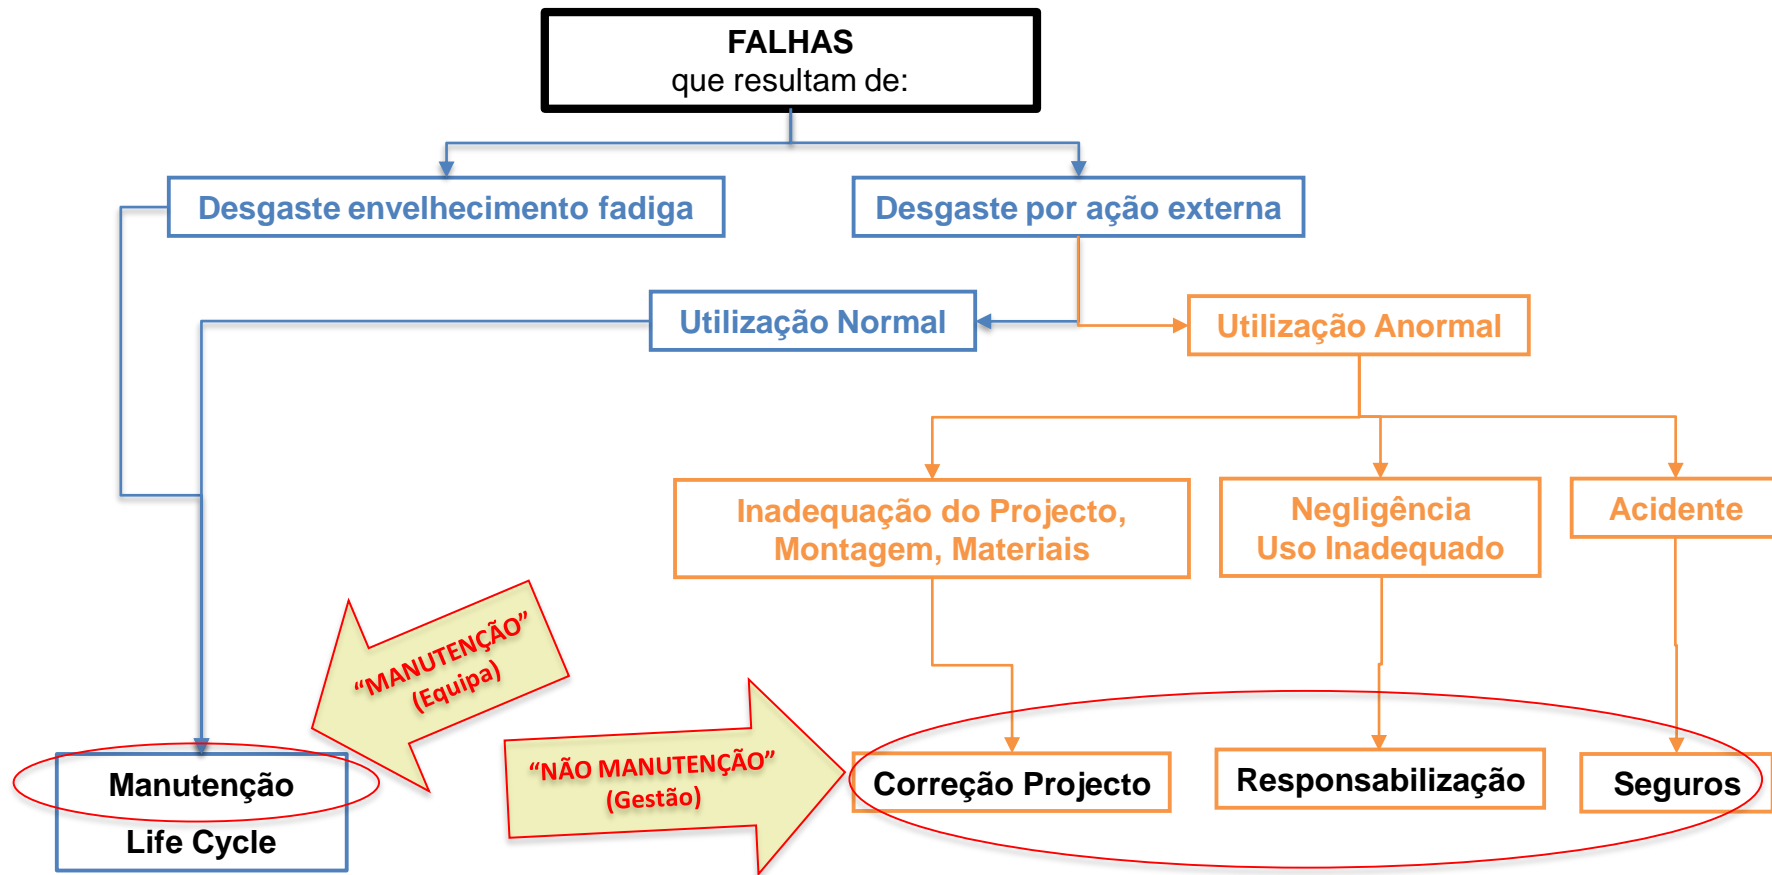 FALHAS
que resultam de:
Desgaste envelhecimento fadiga
Desgaste por ação externa
Utilização Normal
Utilização Anormal
Inadequação do Projecto,
Montagem, Materiais
Negligência
Uso Inadequado
Acidente
“MANUTENÇÃO”
(Equipa)
“NÃO MANUTENÇÃO”
(Gestão)
Manutenção
Life Cycle
Correção Projecto
Responsabilização
Seguros